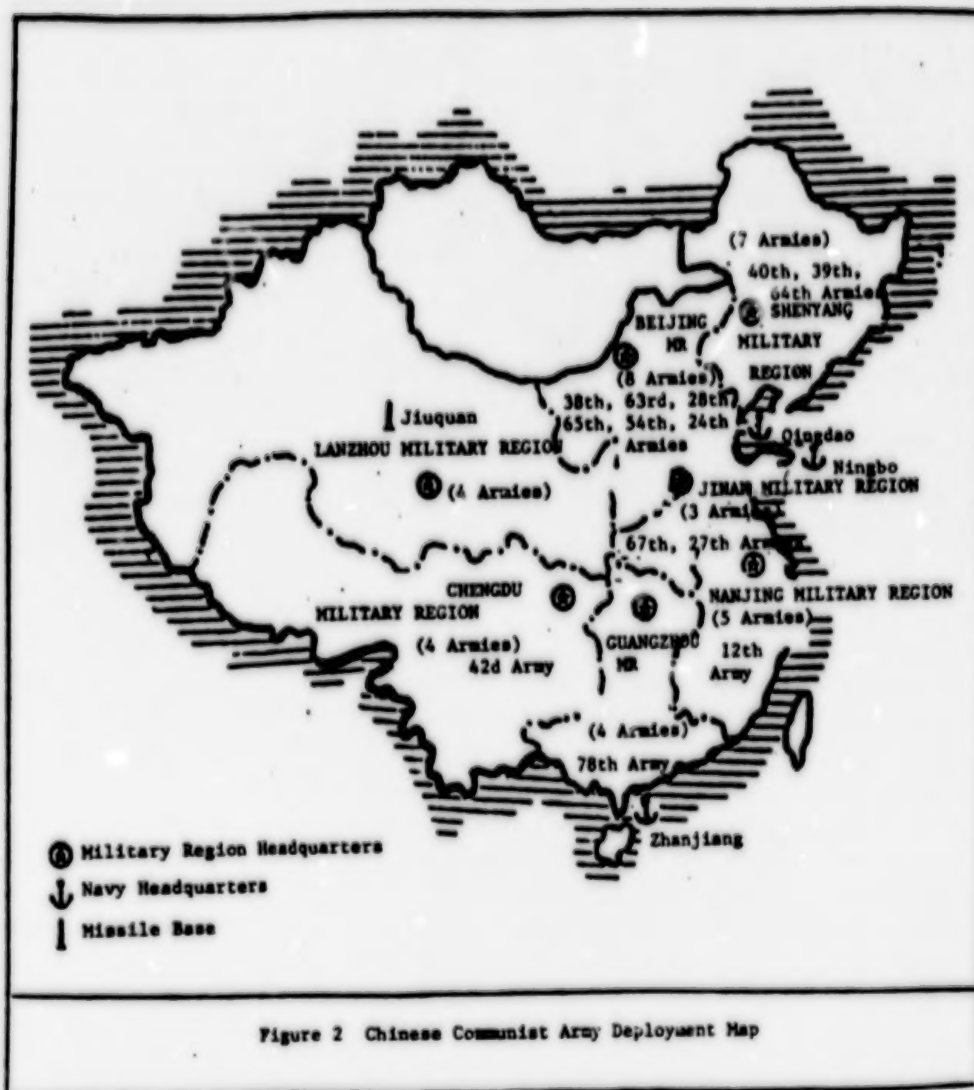 (7 Armies)
40th, 39th,
64th Armies
SHENYANG
MILITARY
REGION
BEIJING
MR
(8 Armies)
38th, 63rd, 28th
65th, 54th, 24th
Armies
Jiuquan
LANZHOU MILITARY REGION
(4 Armies)
Qingdao
Ningbo
JINAN MILITARY REGION
(3 Armies)
67th, 27th Armies
CHENGDU
MILITARY REGION
(4 Armies)
42d Army
GUANGZHOU
MR
NANJING MILITARY REGION
(5 Armies)
12th
Army
(4 Armies)
78th Army
Zhanjiang
Military Region Headquarters
Navy Headquarters
Missile Base
Figure 2 Chinese Communist Army Deployment Map